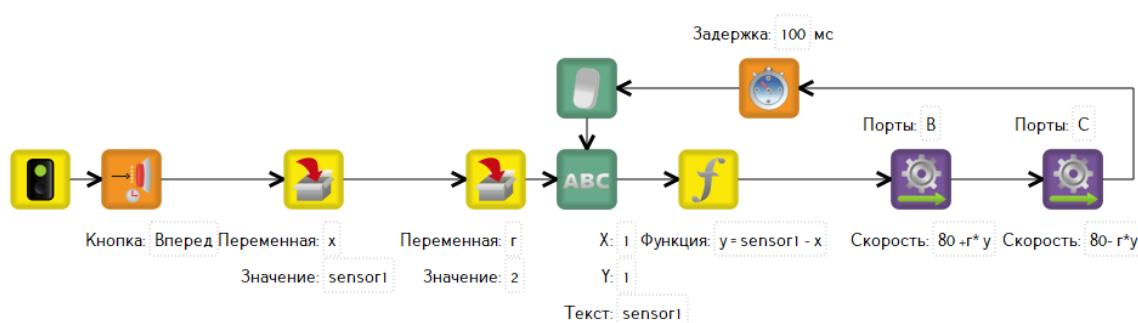 Задержка: 100 мс
Порты: B
Порты: C
ABC
Кнопка: Вперед
Переменная: x
Значение: sensor1
Переменная: r
Значение: 2
X: 1
Y: 1
Текст: sensor1
Функция: y = sensor1 - x
Скорость: 80 +r* y
Скорость: 80- r*y